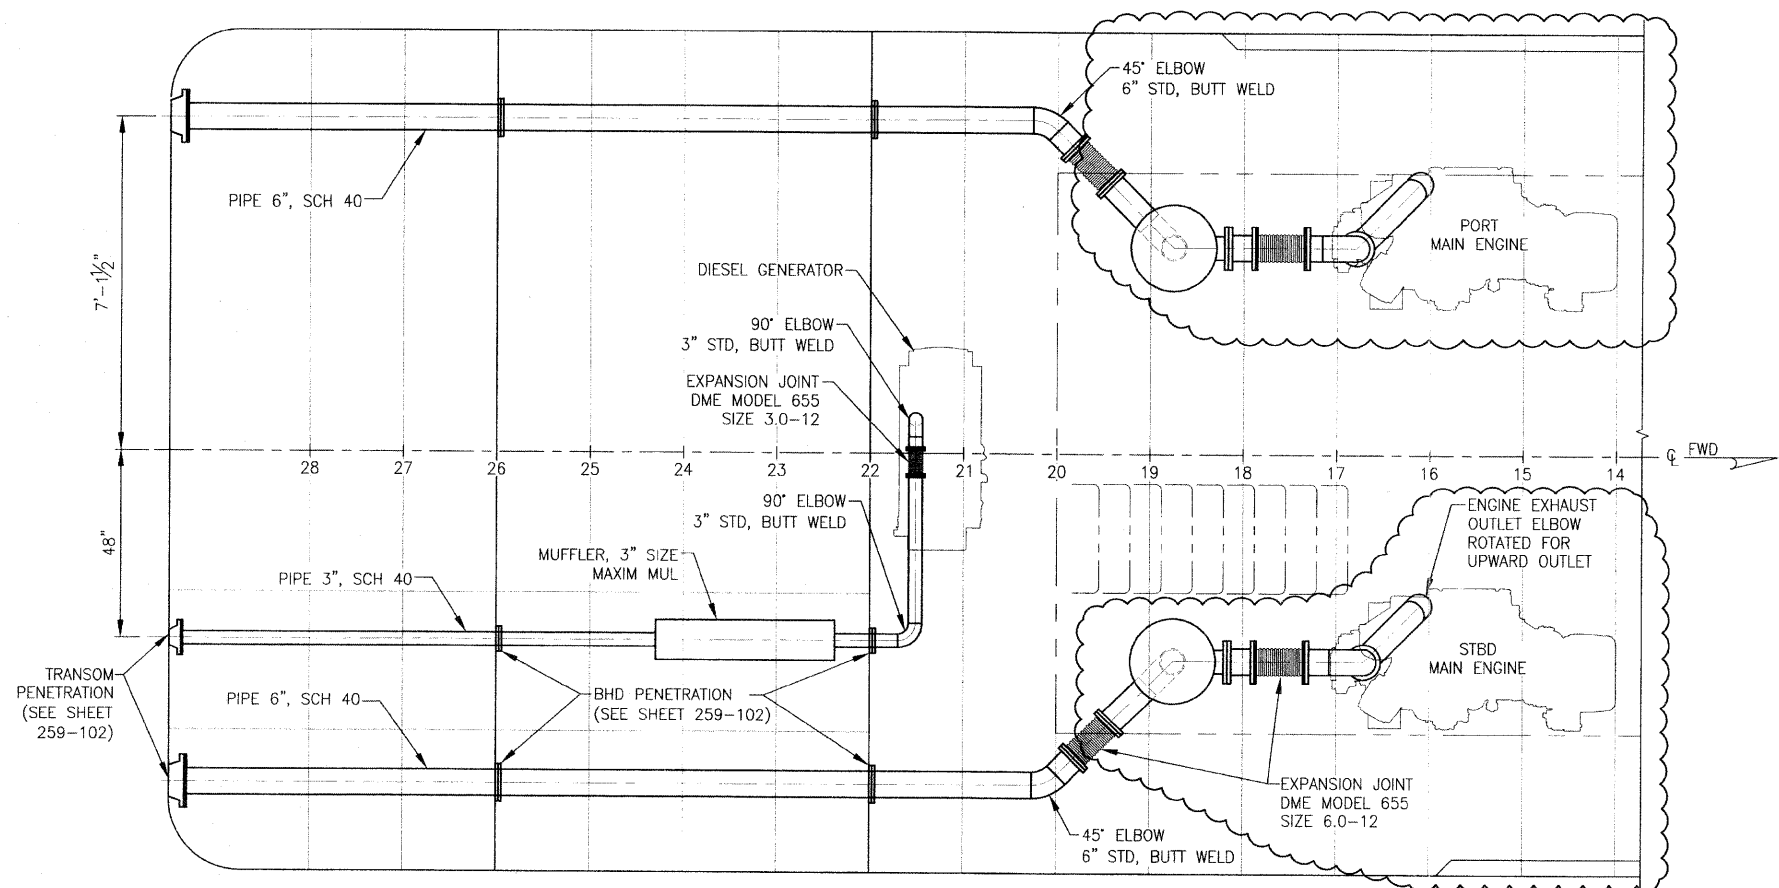 45° ELBOW
6" STD, BUTT WELD
PIPE 6", SCH 40
PORT
MAIN ENGINE
7'-1½"
DIESEL GENERATOR
90° ELBOW
3" STD, BUTT WELD
EXPANSION JOINT
DME MODEL 655
SIZE 3.0-12
28
27
26
25
24
23
22
21
20
19
18
17
16
15
14
℄ FWD
48"
90° ELBOW
3" STD, BUTT WELD
MUFFLER, 3" SIZE
MAXIM MUL
PIPE 3", SCH 40
ENGINE EXHAUST
OUTLET ELBOW
ROTATED FOR
UPWARD OUTLET
STBD
MAIN ENGINE
TRANSOM
PENETRATION
(SEE SHEET
259-102)
PIPE 6", SCH 40
BHD PENETRATION
(SEE SHEET 259-102)
EXPANSION JOINT
DME MODEL 655
SIZE 6.0-12
45° ELBOW
6" STD, BUTT WELD